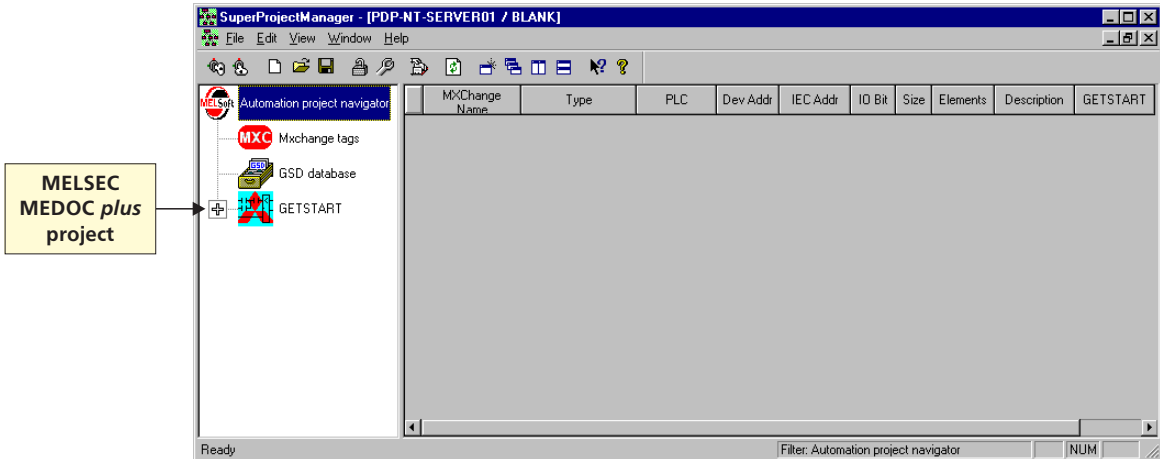 SuperProjectManager - [PDP-NT-SERVER01 / BLANK]
File Edit View Window Help
MELSoft Automation project navigator
MXC Mxchange tags
GSD GSD database
GETSTART
MXChange
Name
Type
PLC
Dev Addr
IEC Addr
IO Bit
Size
Elements
Description
GETSTART
MELSEC
MEDOC plus
project
Ready
Filter: Automation project navigator
NUM